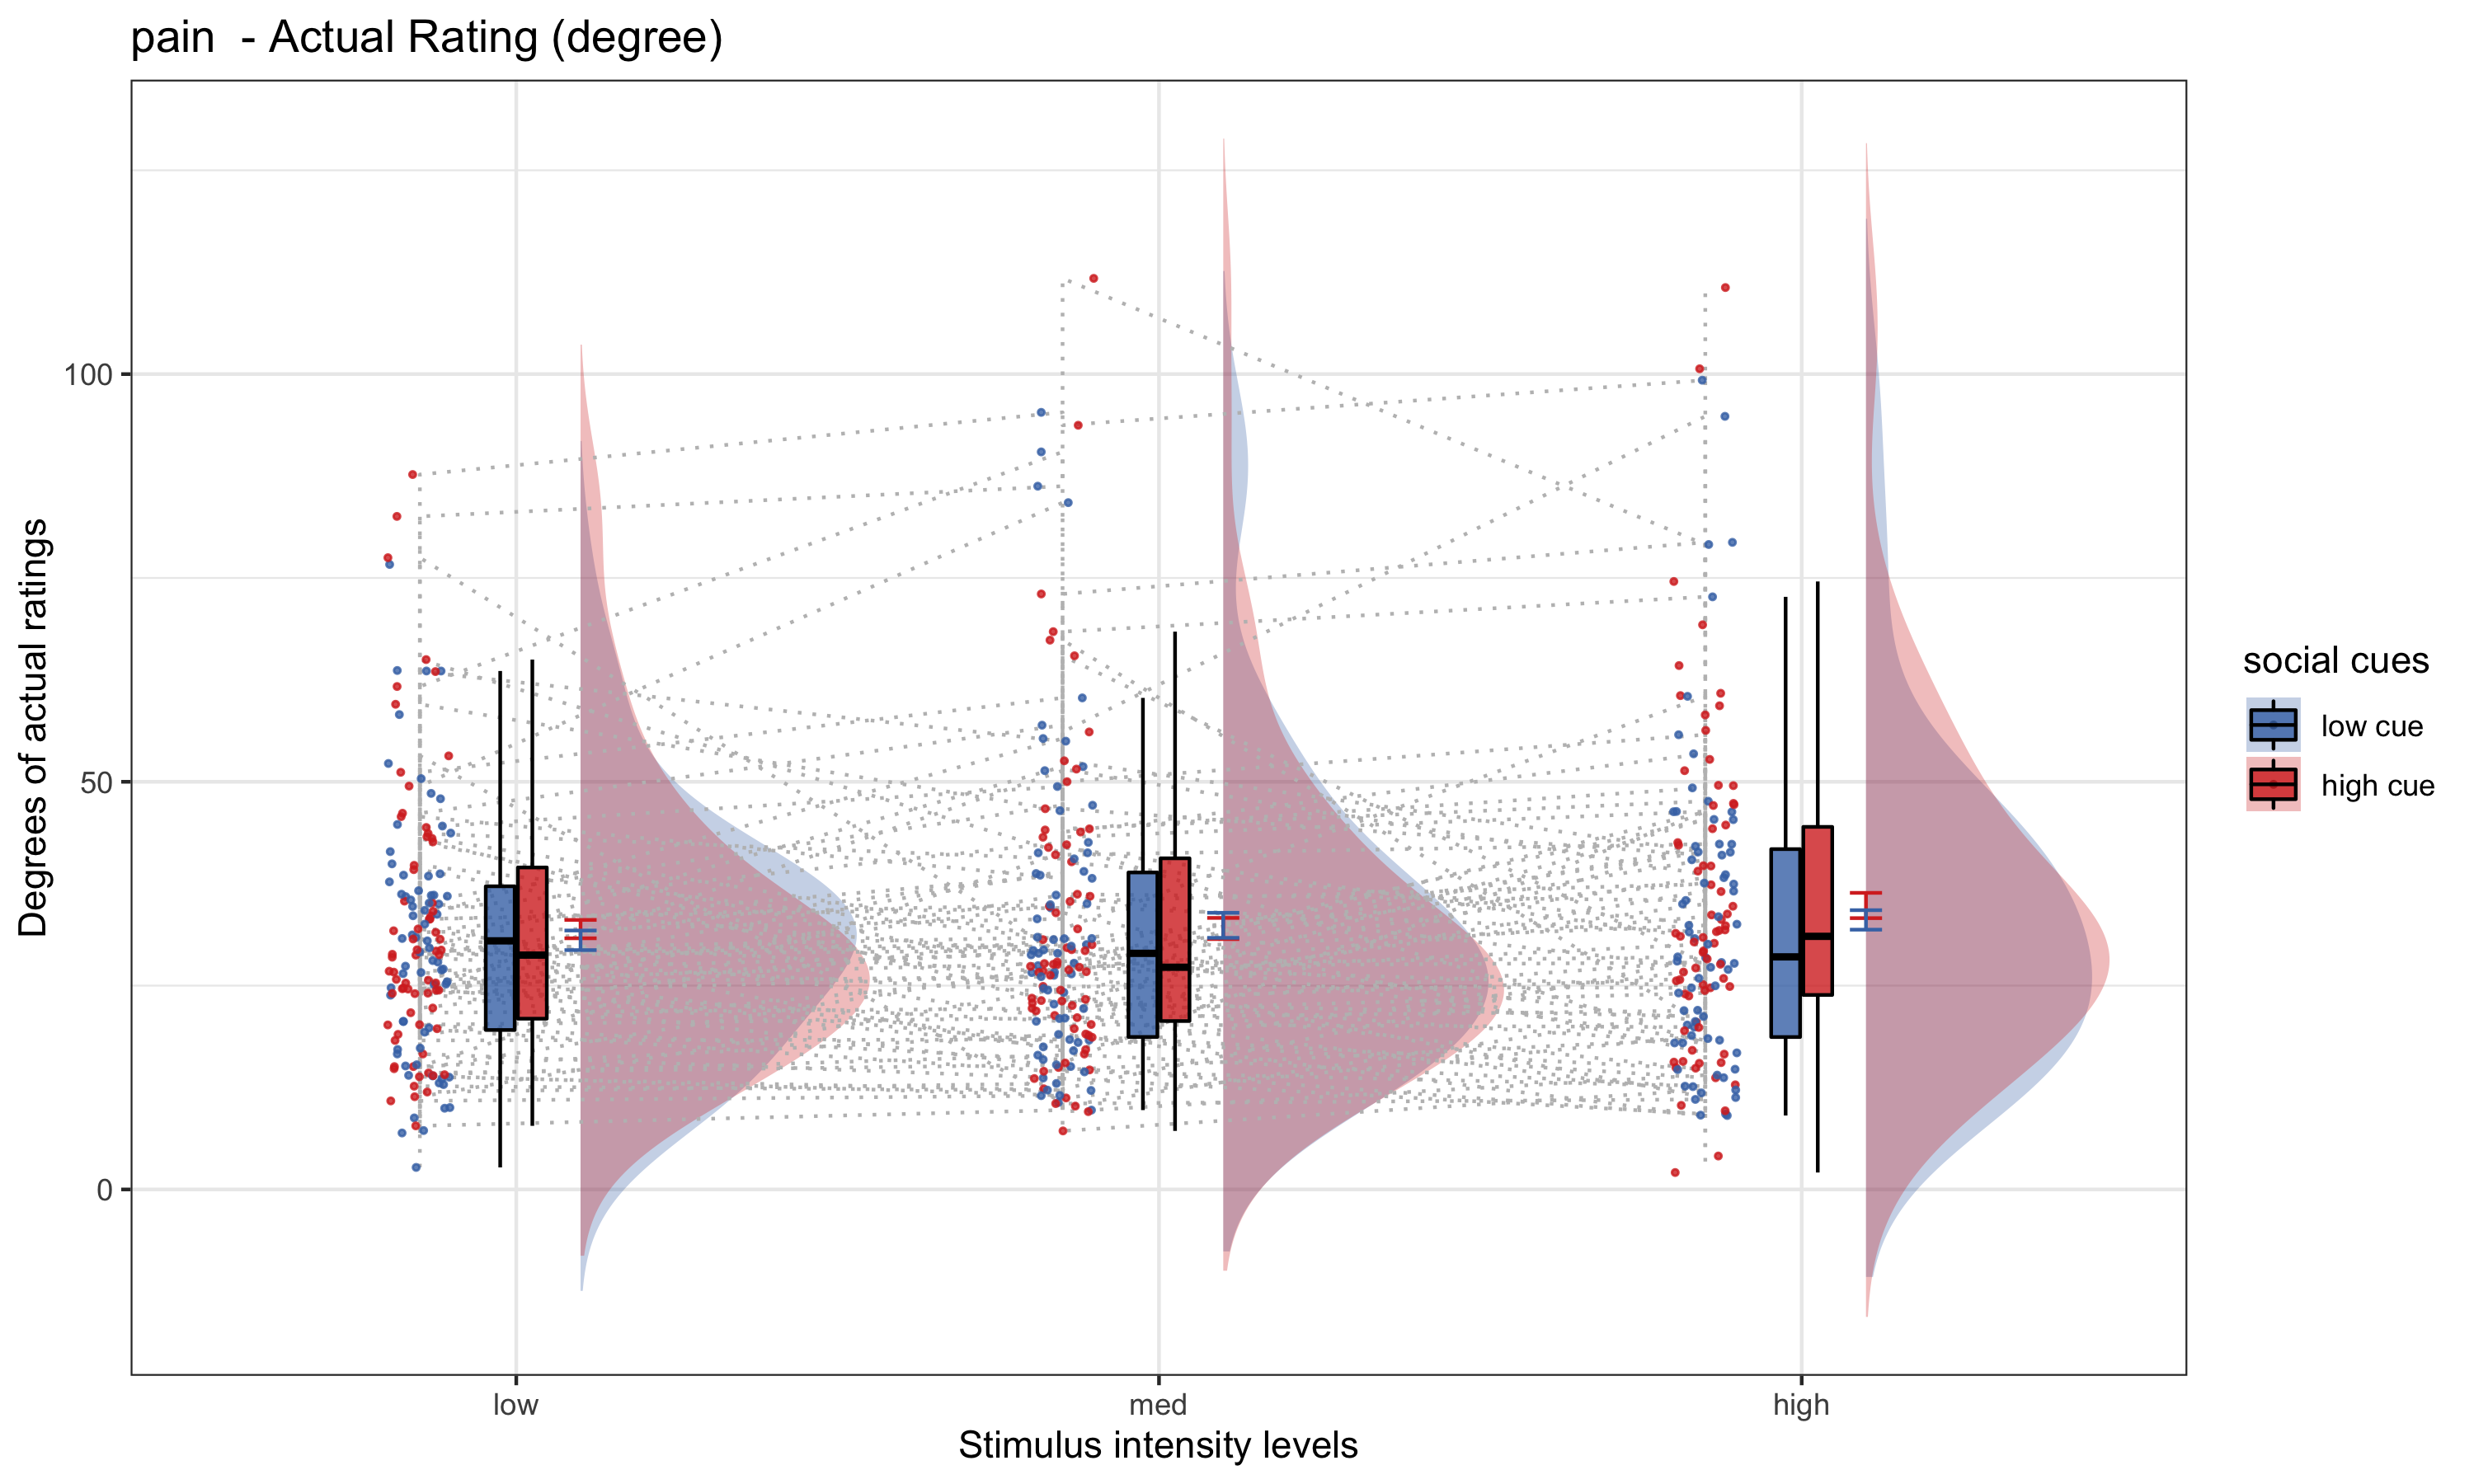 pain - Actual Rating (degree)
Degrees of actual ratings
100
50
0
low
med
high
Stimulus intensity levels
social cues
low cue
high cue